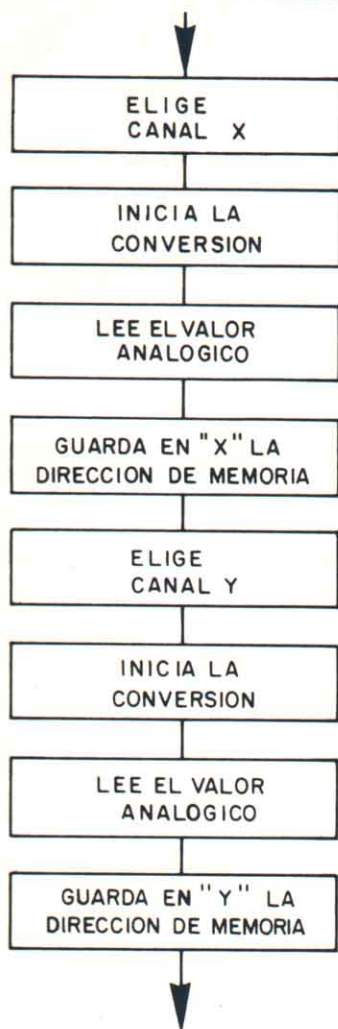 ELIGE
CANAL X
INICIA LA
CONVERSION
LEE EL VALOR
ANALOGICO
GUARDA EN "X" LA
DIRECCION DE MEMORIA
ELIGE
CANAL Y
INICIA LA
CONVERSION
LEE EL VALOR
ANALOGICO
GUARDA EN "Y" LA
DIRECCION DE MEMORIA